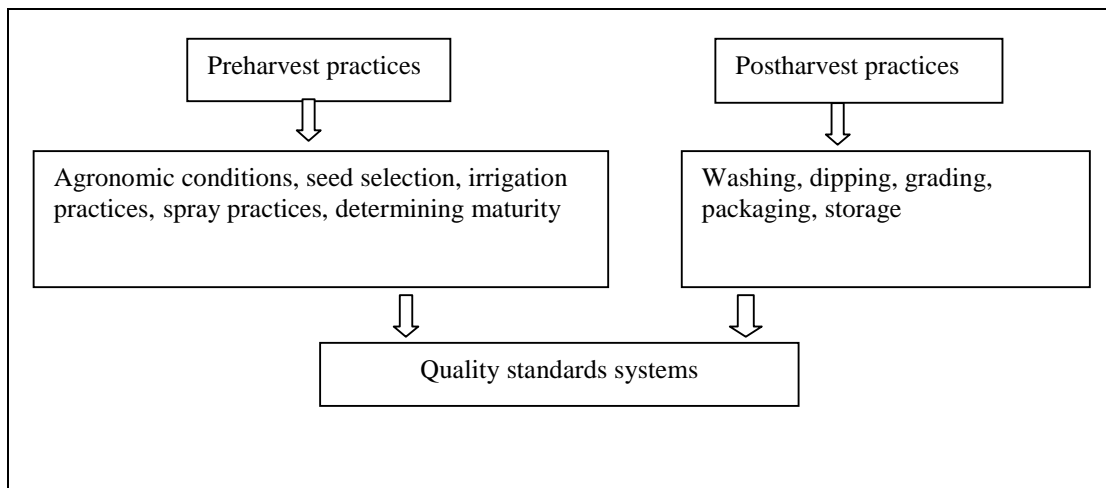 Preharvest practices
Postharvest practices
Agronomic conditions, seed selection, irrigation
practices, spray practices, determining maturity
Washing, dipping, grading,
packaging, storage
Quality standards systems